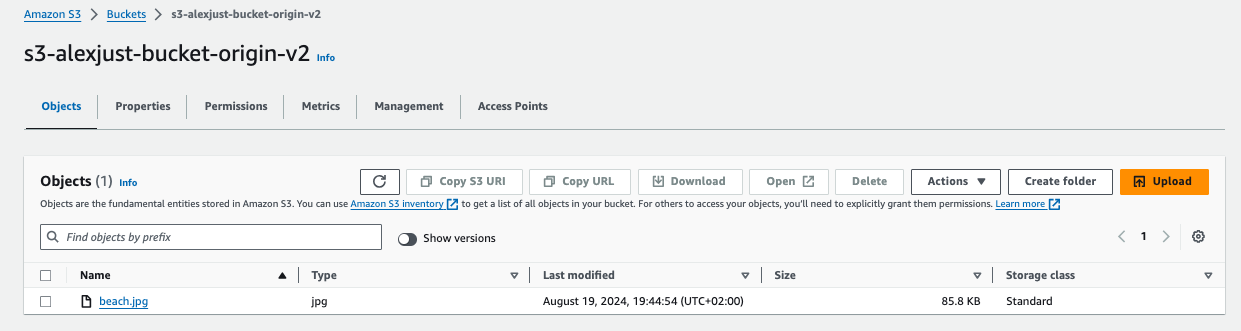 Amazon S3 > Buckets > s3-alexjust-bucket-origin-v2
s3-alexjust-bucket-origin-v2 Info
Objects Properties Permissions Metrics Management Access Points
Objects (1) Info Copy S3 URI Copy URL Download Open Delete Actions Create folder Upload
Objects are the fundamental entities stored in Amazon S3. You can use Amazon S3 inventory to get a list of all objects in your bucket. For others to access your objects, you'll need to explicitly grant them permissions. Learn more
Find objects by prefix Show versions 1
Name Type Last modified Size Storage class
beach.jpg jpg August 19, 2024, 19:44:54 (UTC+02:00) 85.8 KB Standard